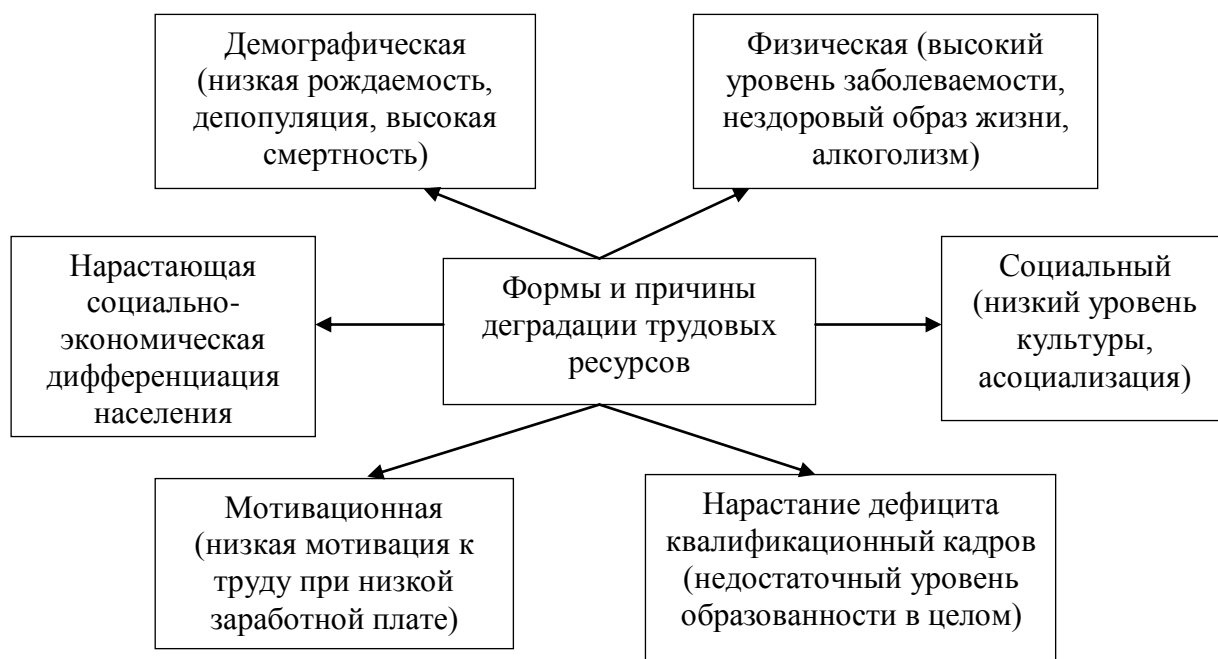 Демографическая
(низкая рождаемость,
депопуляция, высокая
смертность)
Физическая (высокий
уровень заболеваемости,
нездоровый образ жизни,
алкоголизм)
Нарастающая
социально-
экономическая
дифференциация
населения
Формы и причины
деградации трудовых
ресурсов
Социальный
(низкий уровень
культуры,
асоциализация)
Мотивационная
(низкая мотивация к
труду при низкой
заработной плате)
Нарастание дефицита
квалификационный кадров
(недостаточный уровень
образованности в целом)